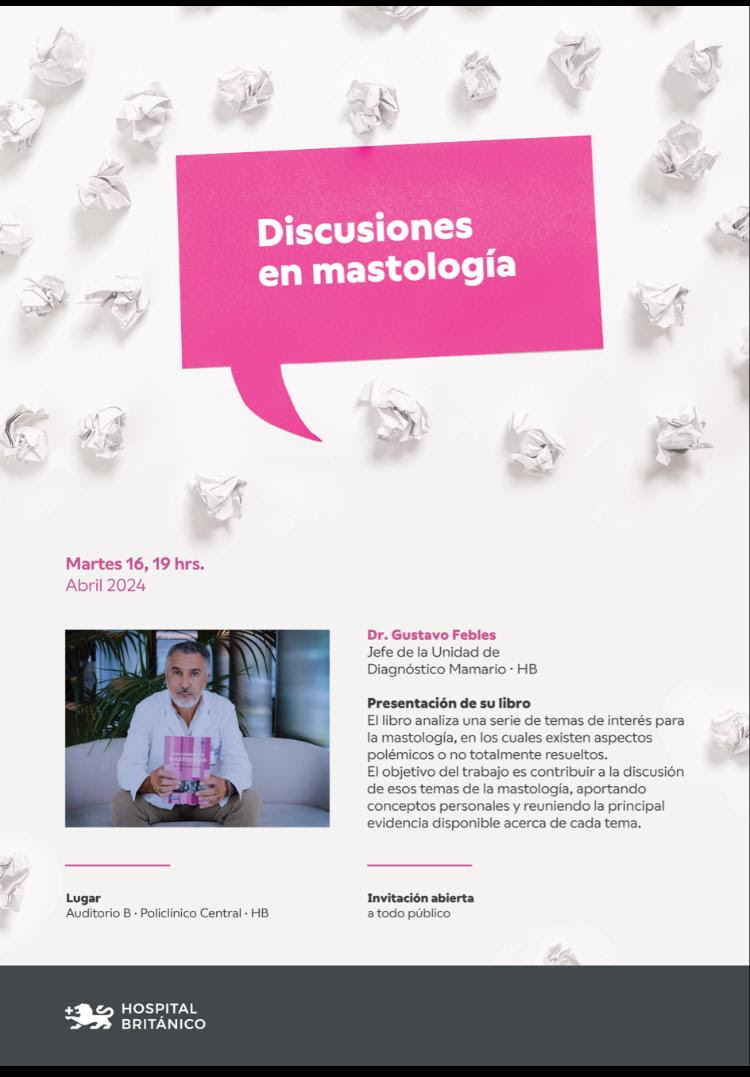 Discusiones
en mastología
Martes 16, 19 hrs.
Abril 2024
MASTOLOGÍA
Dr. Gustavo Febles
Jefe de la Unidad de
Diagnóstico Mamario · HB
Presentación de su libro
El libro analiza una serie de temas de interés para
la mastología, en los cuales existen aspectos
polémicos o no totalmente resueltos.
El objetivo del trabajo es contribuir a la discusión
de esos temas de la mastología, aportando
conceptos personales y reuniendo la principal
evidencia disponible acerca de cada tema.
Lugar
Auditorio B · Policlínico Central · HB
Invitación abierta
a todo público
HOSPITAL
BRITÁNICO